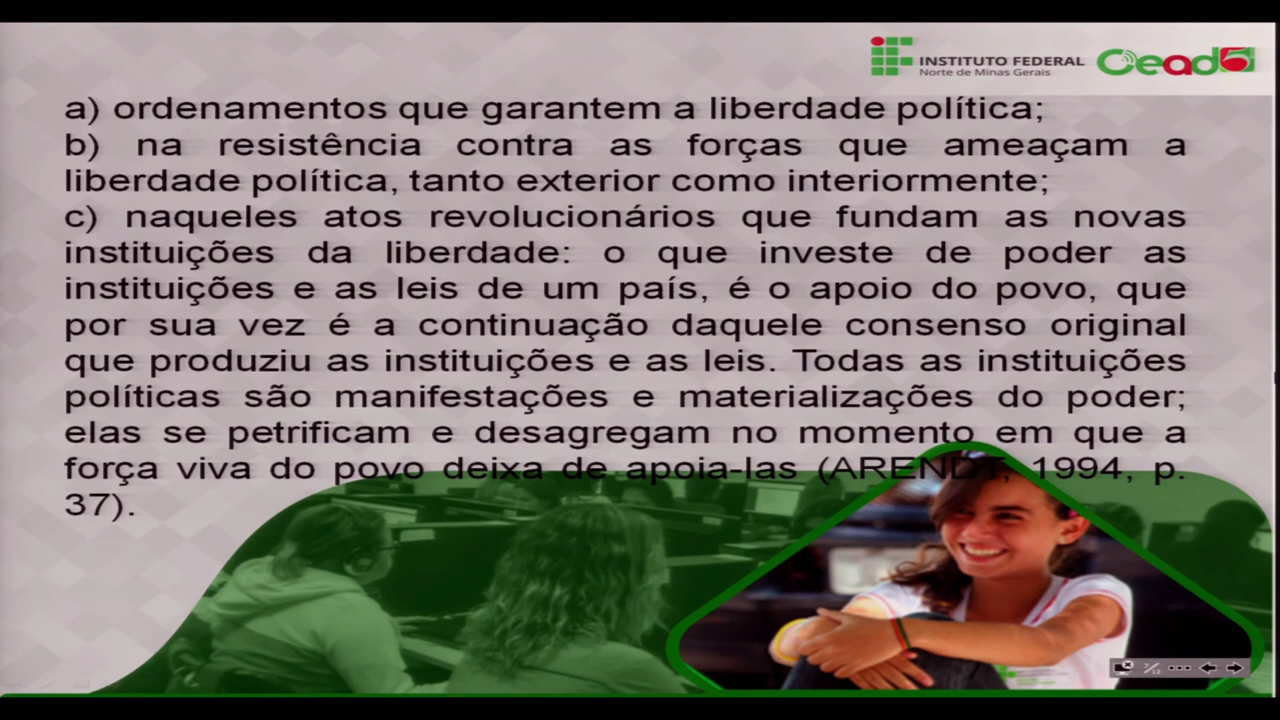 INSTITUTO FEDERAL
Norte de Minas Gerais
Cead 5
a) ordenamentos que garantem a liberdade política;
b) na resistência contra as forças que ameaçam a
liberdade política, tanto exterior como interiormente;
c) naqueles atos revolucionários que fundam as novas
instituições da liberdade: o que investe de poder as
instituições e as leis de um país, é o apoio do povo, que
por sua vez é a continuação daquele consenso original
que produziu as instituições e as leis. Todas as instituições
políticas são manifestações e materializações do poder;
elas se petrificam e desagregam no momento em que a
força viva do povo deixa de apoia-las (ARENDT, 1994, p.
37).